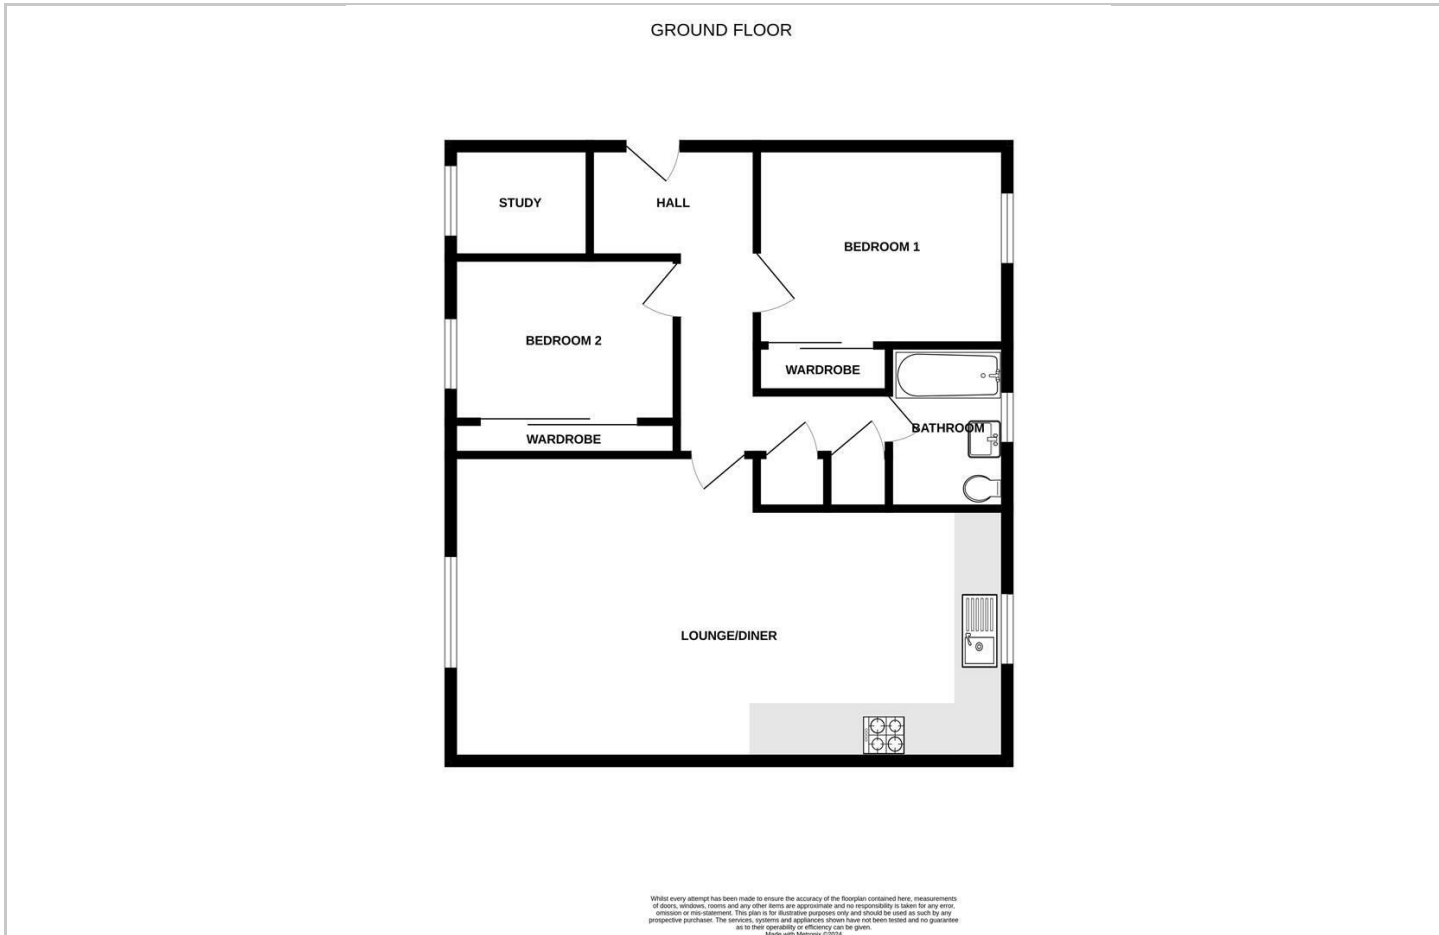 GROUND FLOOR
STUDY
HALL
BEDROOM 1
BEDROOM 2
WARDROBE
WARDROBE
BATHROOM
LOUNGE/DINER
Whilst every attempt has been made to ensure the accuracy of the floorplan contained here, measurements
of doors, windows, rooms and any other items are approximate and no responsibility is taken for any error,
omission or mis-statement. This plan is for illustrative purposes only and should be used as such by any
prospective purchaser. The services, systems and appliances shown have not been tested and no guarantee
as to their operability or efficiency can be given.
Made with Metropix ©2024